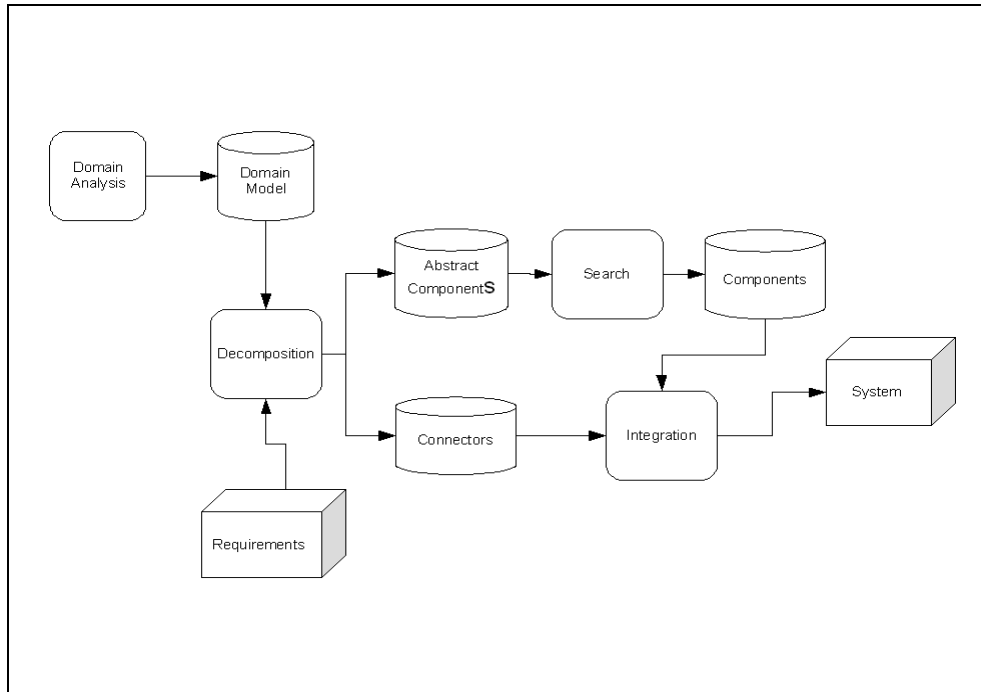 Domain
Analysis
Domain
Model
Abstract
Components
Search
Components
Decomposition
System
Connectors
Integration
Requirements